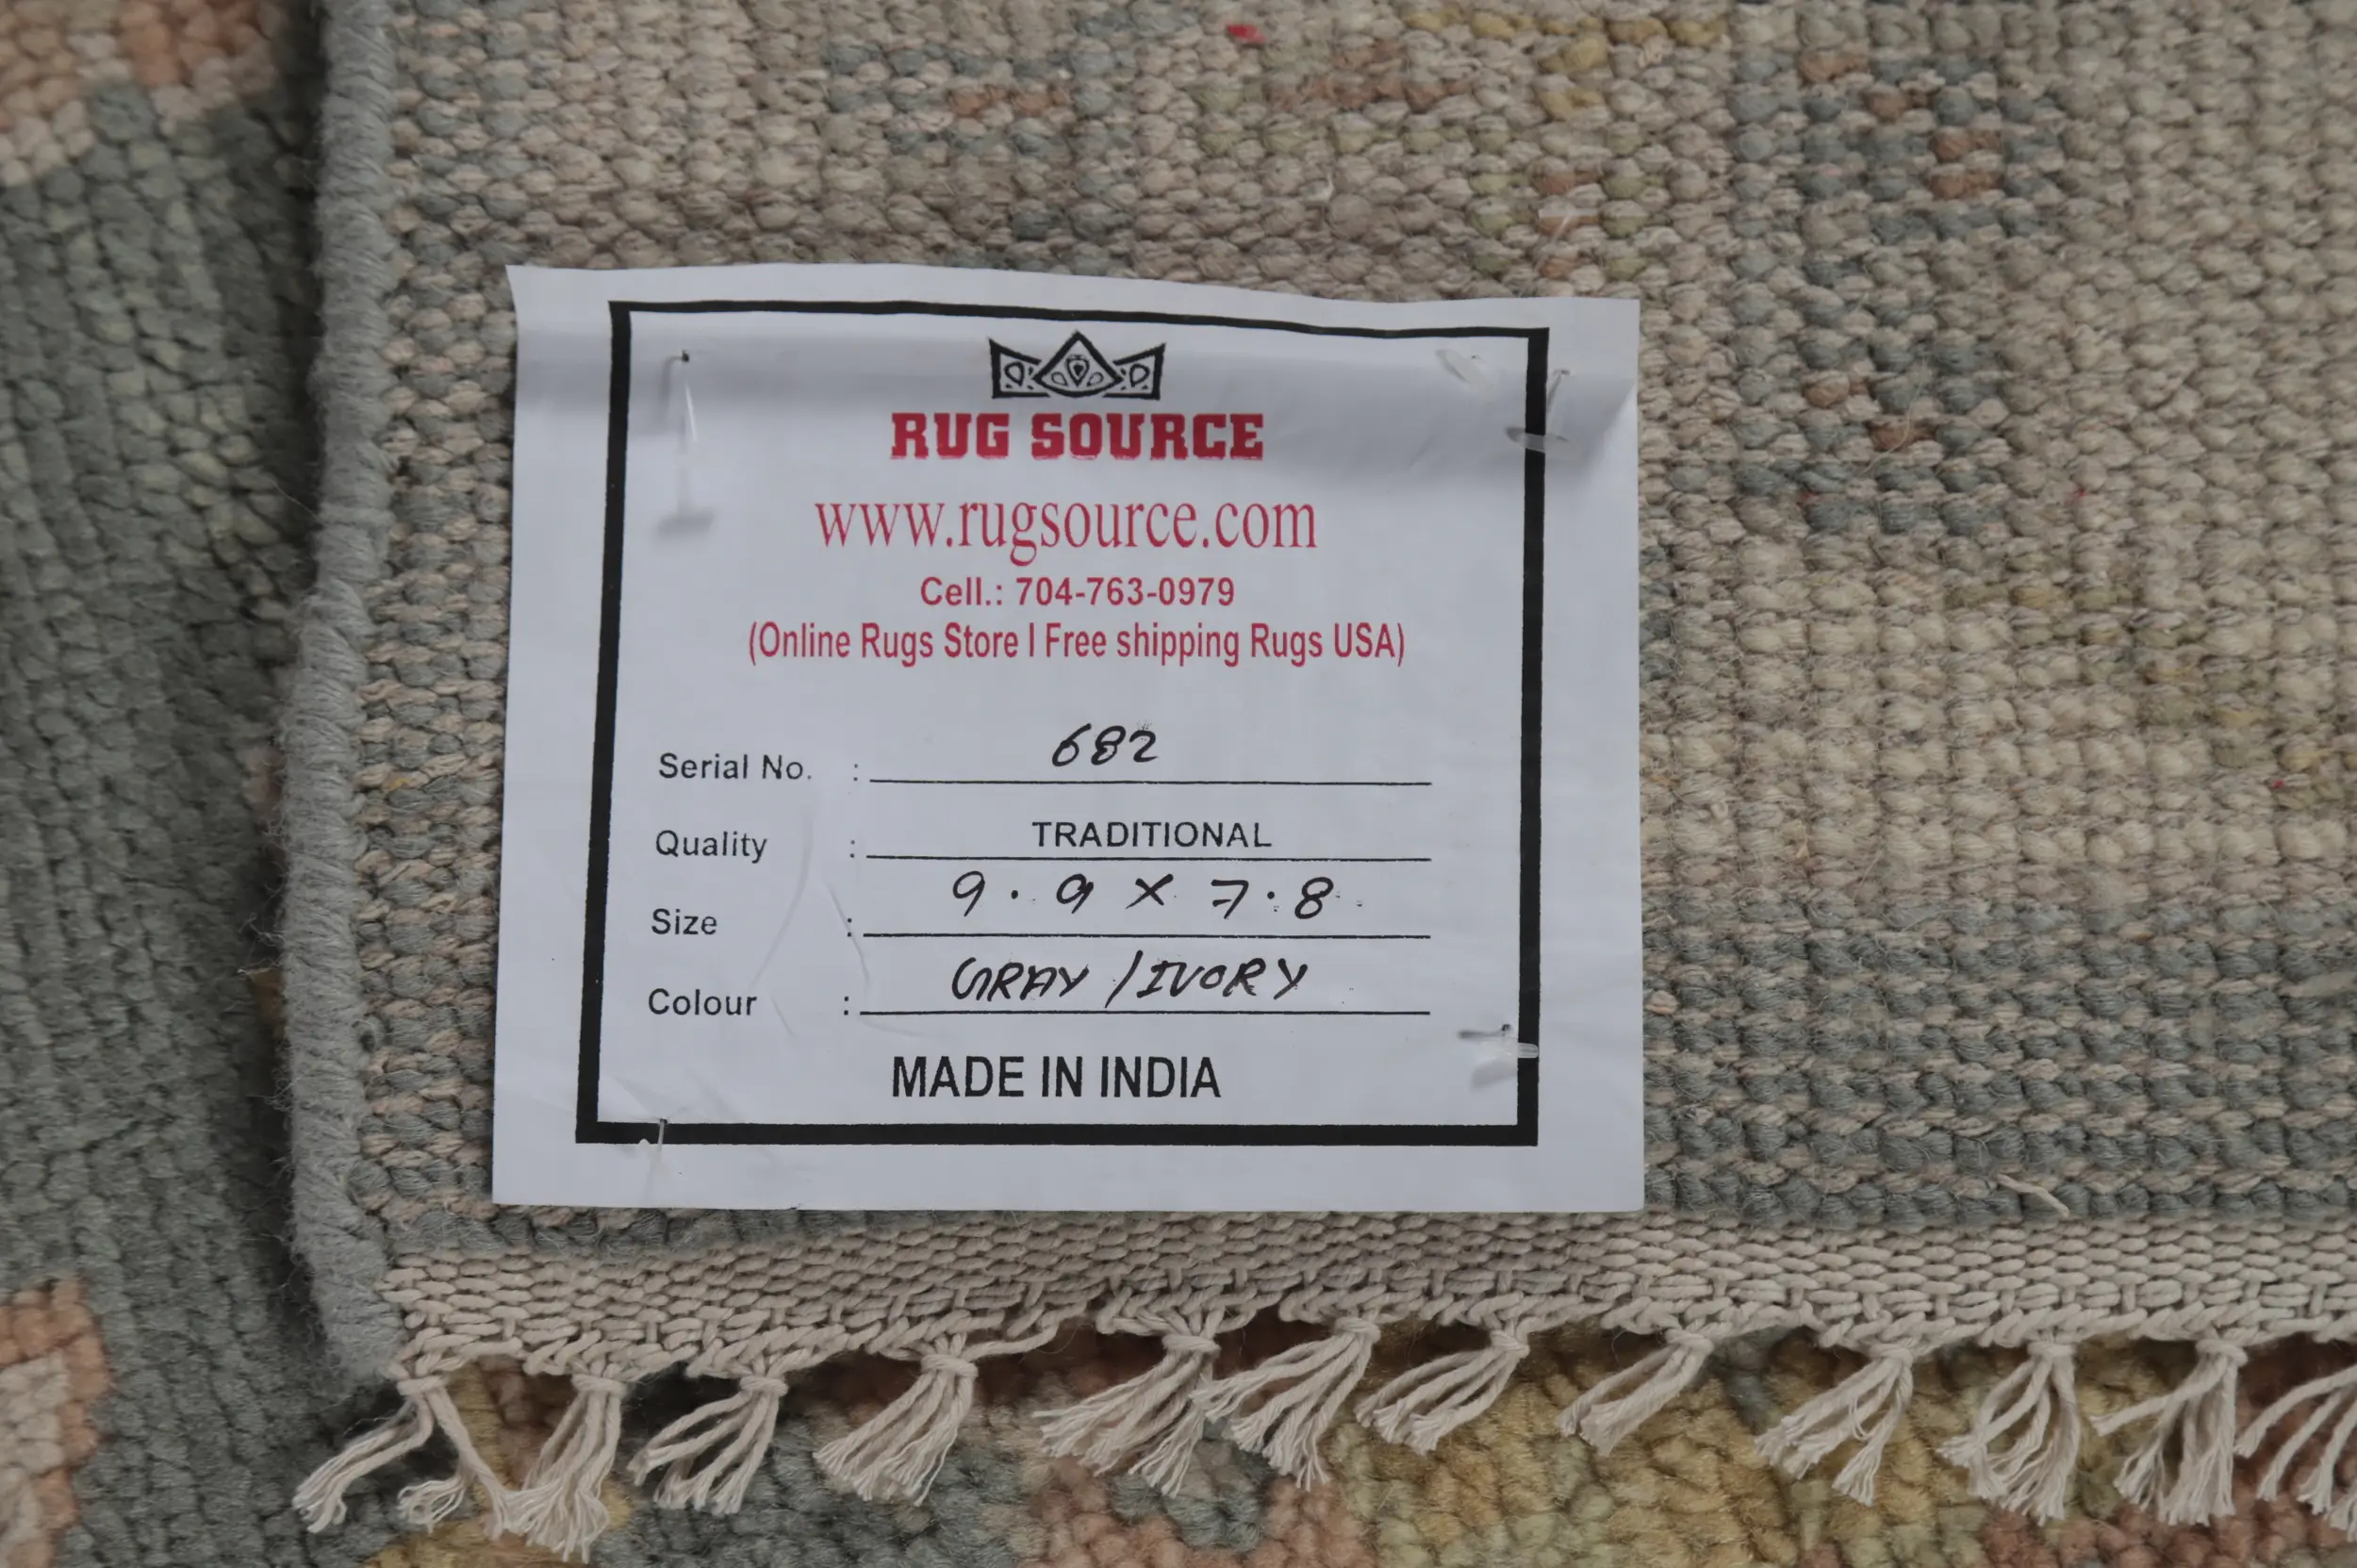 RUG SOURCE
www.rugsource.com
Cell.: 704-763-0979
(Online Rugs Store l Free shipping Rugs USA)
Serial No. : 682
Quality : TRADITIONAL
Size : 9.9 X 7.8
Colour : GRAY / IVORY
MADE IN INDIA